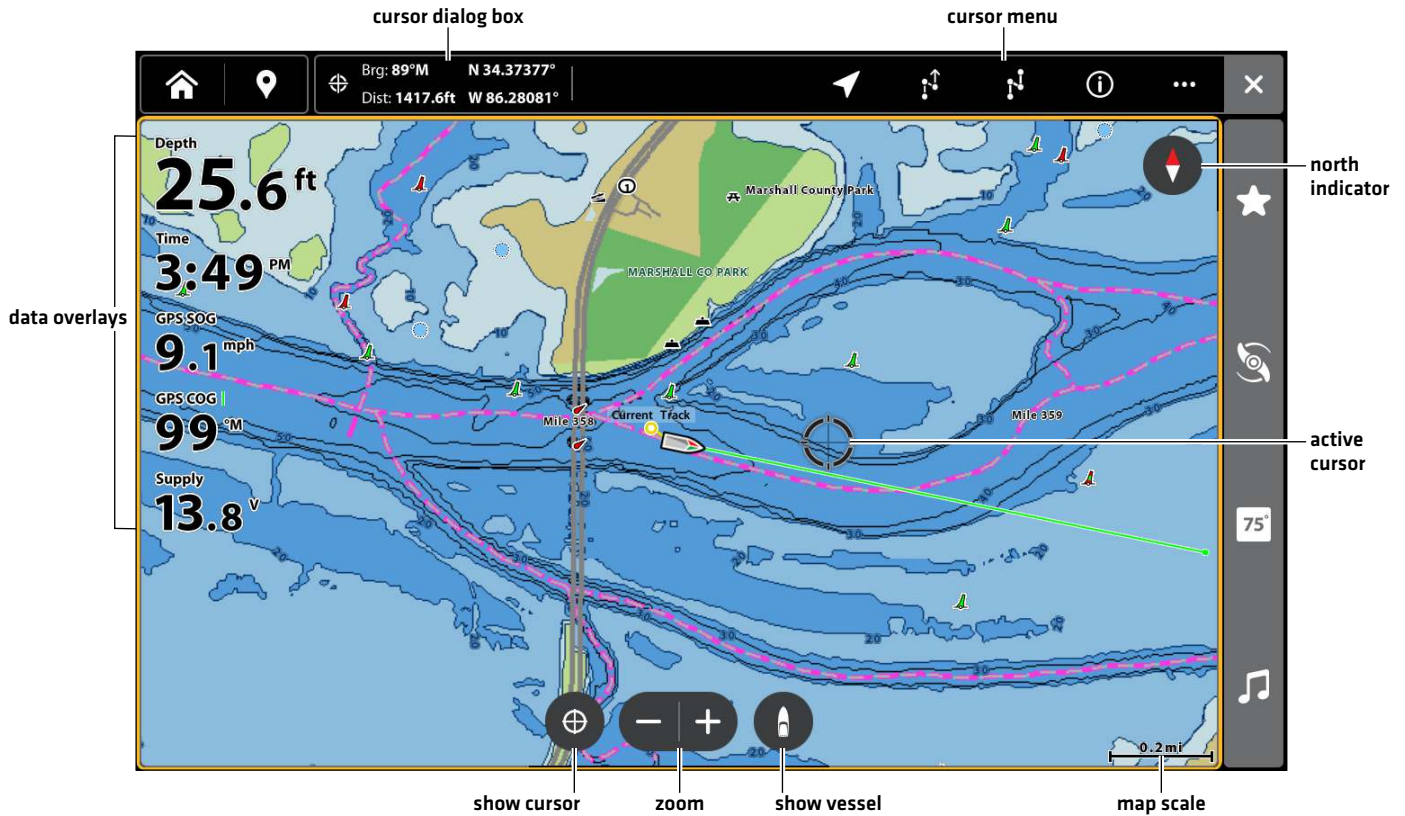 cursor dialog box
cursor menu
Brg: 89°M N 34.37377°
Dist: 1417.6ft W 86.28081°
north
indicator
data overlays
Depth
25.6 ft
Time
3:49 PM
GPS SOG
9.1 mph
GPS COG
99 °M
Supply
13.8 V
1
Marshall County Park
MARSHALL CO PARK
Current Track
Mile 358
Mile 359
active
cursor
75°
0.2mi
show cursor
zoom
show vessel
map scale